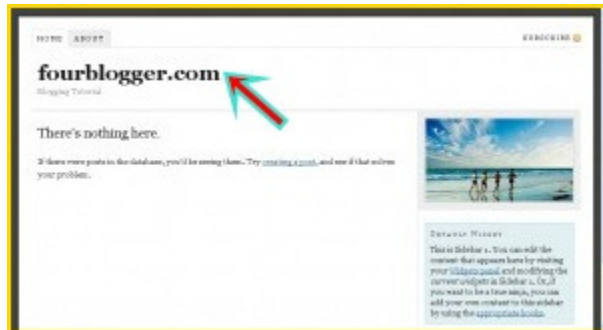 HOME ABOUT
SUBSCRIBE
fourblogger.com
Blogging Tutorial
There's nothing here.
If there were posts in the database, you'd be seeing them. Try creating a post, and see if that solves
your problem.
DEFAULT WIDGET
This is Sidebar 1. You can edit the
content that appears here by visiting
your Widgets panel and modifying the
current widgets in Sidebar 1. Or, if
you want to be a true ninja, you can
add your own content to this sidebar
by using the appropriate hooks.